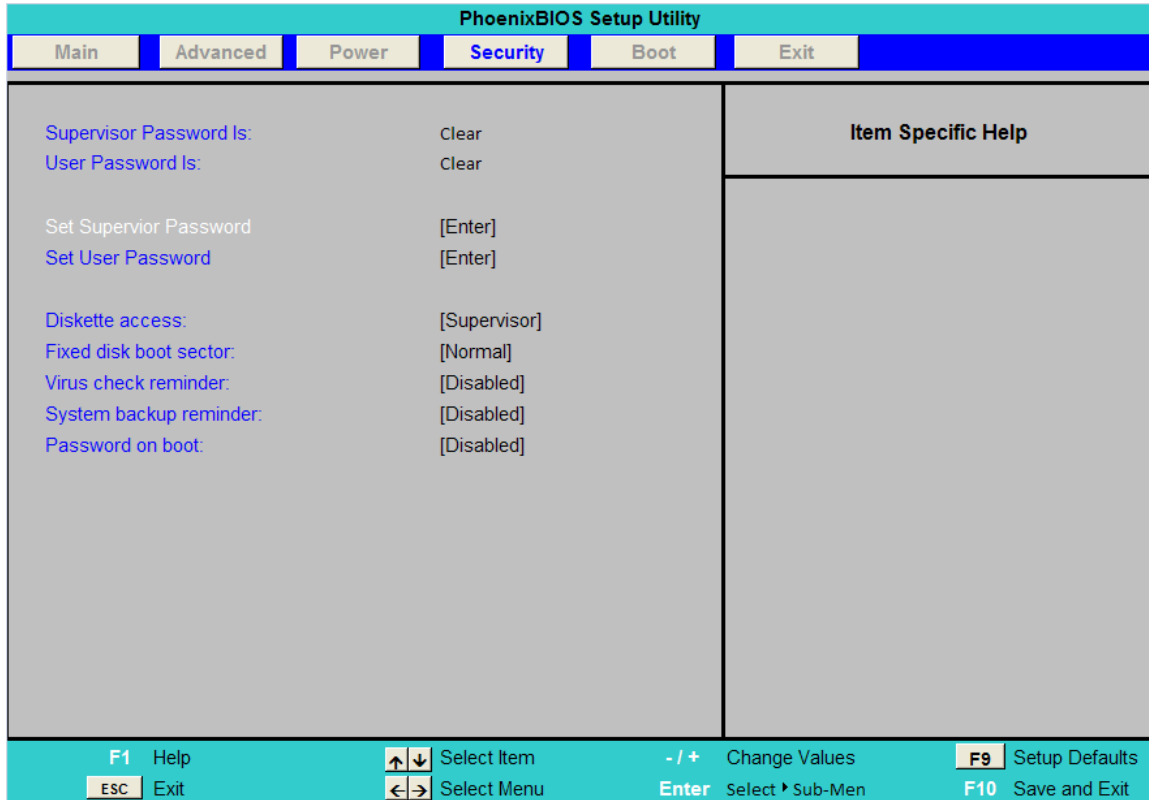 PhoenixBIOS Setup Utility
Main Advanced Power Security Boot Exit
Supervisor Password Is: Clear
User Password Is: Clear
Set Supervior Password [Enter]
Set User Password [Enter]
Diskette access: [Supervisor]
Fixed disk boot sector: [Normal]
Virus check reminder: [Disabled]
System backup reminder: [Disabled]
Password on boot: [Disabled]
Item Specific Help
F1 Help ↑ ↓ Select Item - / + Change Values F9 Setup Defaults
ESC Exit ← → Select Menu Enter Select ▸ Sub-Men F10 Save and Exit